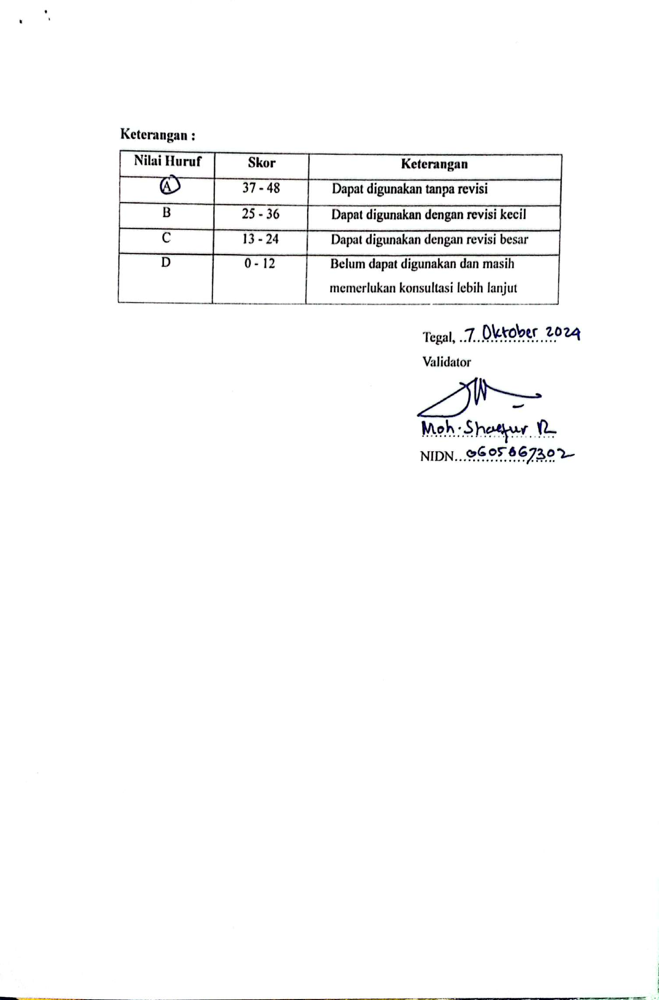 Keterangan :
Nilai Huruf Skor Keterangan
A 37 - 48 Dapat digunakan tanpa revisi
B 25 - 36 Dapat digunakan dengan revisi kecil
C 13 - 24 Dapat digunakan dengan revisi besar
D 0 - 12 Belum dapat digunakan dan masih
memerlukan konsultasi lebih lanjut
Tegal, 7 Oktober 2024
Validator
Moh. Shaefur R
NIDN... 0605067302